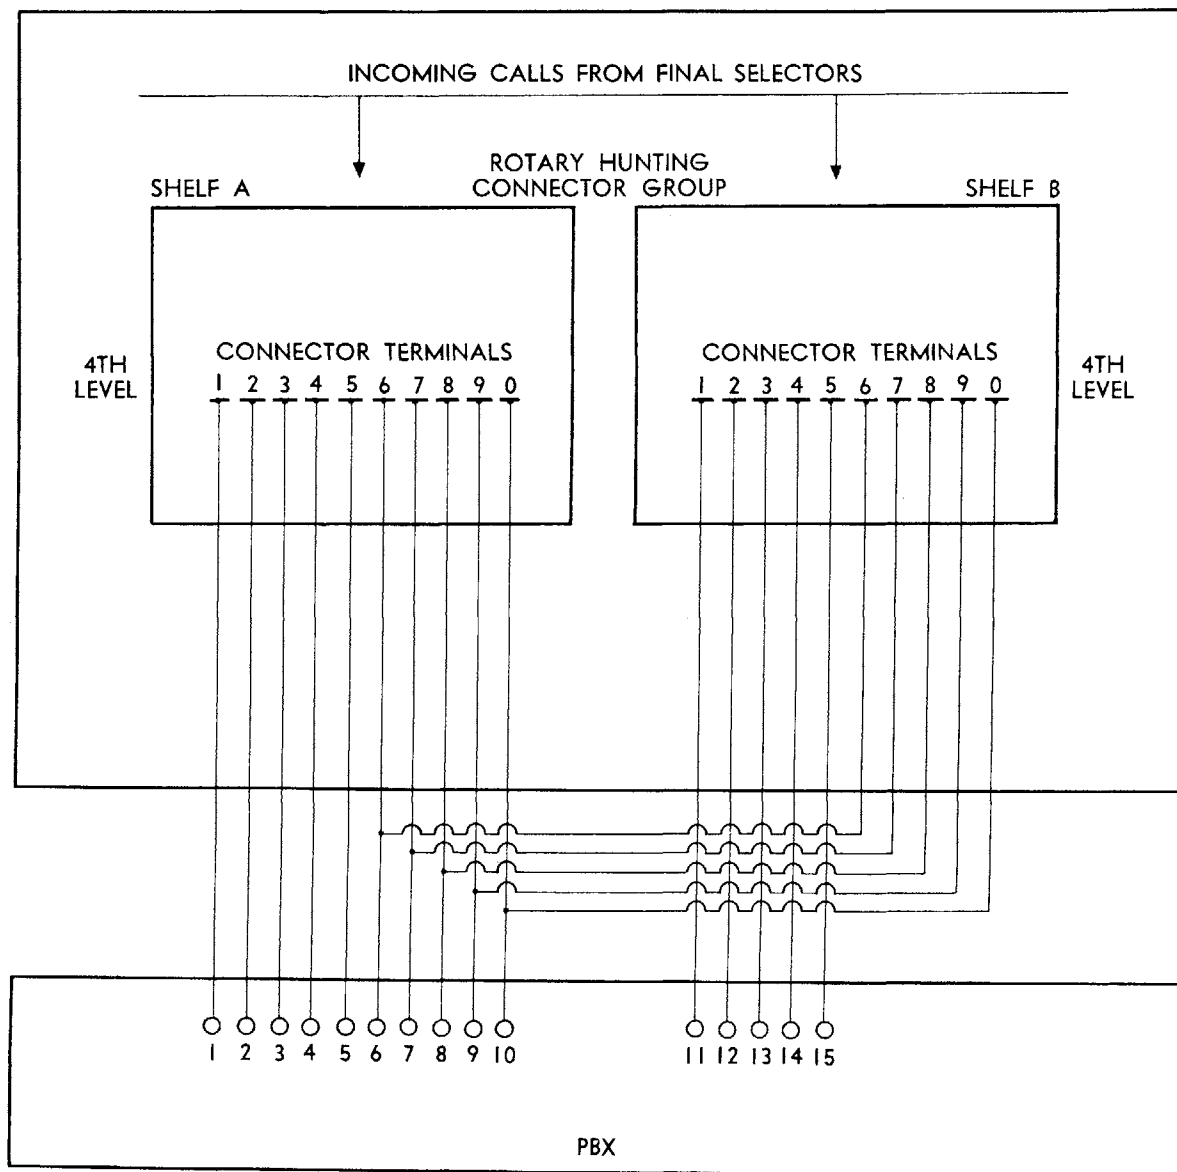 INCOMING CALLS FROM FINAL SELECTORS
ROTARY HUNTING
CONNECTOR GROUP
SHELF A
SHELF B
4TH
LEVEL
CONNECTOR TERMINALS
1 2 3 4 5 6 7 8 9 0
CONNECTOR TERMINALS
1 2 3 4 5 6 7 8 9 0
4TH
LEVEL
1 2 3 4 5 6 7 8 9 10
11 12 13 14 15
PBX